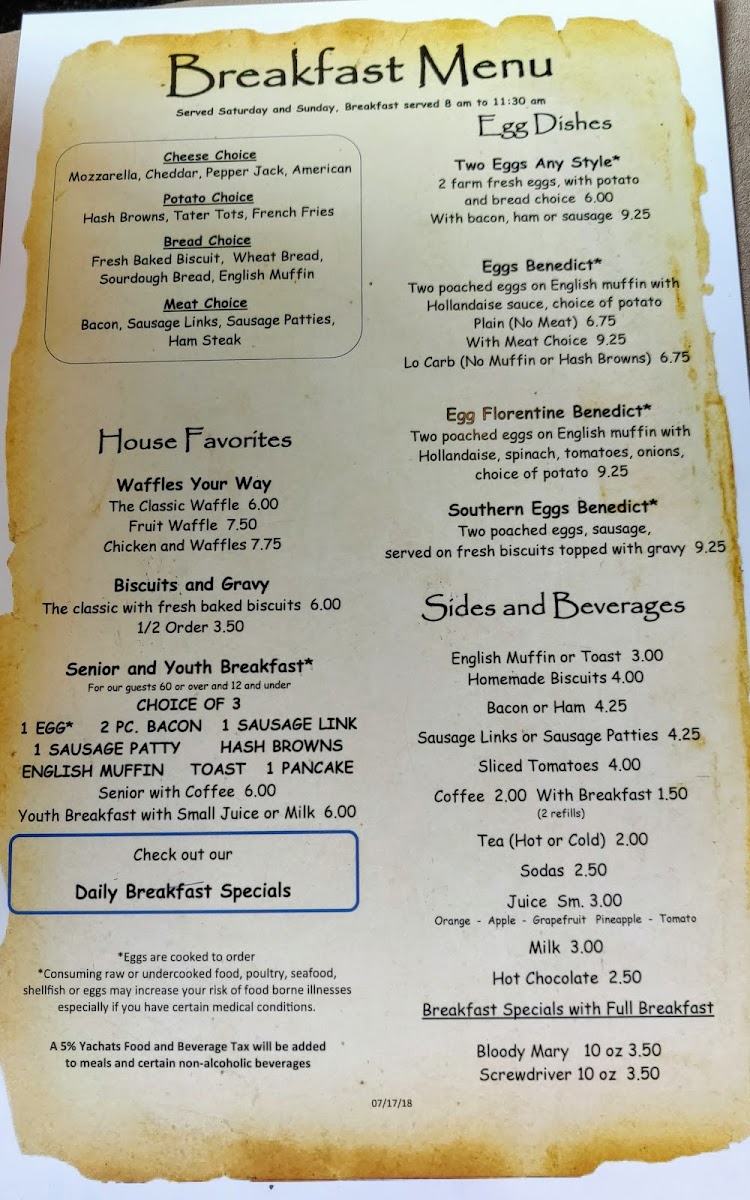 Breakfast Menu
Served Saturday and Sunday, Breakfast served 8 am to 11:30 am
Cheese Choice
Mozzarella, Cheddar, Pepper Jack, American
Potato Choice
Hash Browns, Tater Tots, French Fries
Bread Choice
Fresh Baked Biscuit, Wheat Bread,
Sourdough Bread, English Muffin
Meat Choice
Bacon, Sausage Links, Sausage Patties,
Ham Steak
House Favorites
Waffles Your Way
The Classic Waffle 6.00
Fruit Waffle 7.50
Chicken and Waffles 7.75
Biscuits and Gravy
The classic with fresh baked biscuits 6.00
1/2 Order 3.50
Senior and Youth Breakfast*
For our guests 60 or over and 12 and under
CHOICE OF 3
1 EGG* 2 PC. BACON 1 SAUSAGE LINK
1 SAUSAGE PATTY HASH BROWNS
ENGLISH MUFFIN TOAST 1 PANCAKE
Senior with Coffee 6.00
Youth Breakfast with Small Juice or Milk 6.00
Check out our
Daily Breakfast Specials
*Eggs are cooked to order
*Consuming raw or undercooked food, poultry, seafood,
shellfish or eggs may increase your risk of food borne illnesses
especially if you have certain medical conditions.
A 5% Yachats Food and Beverage Tax will be added
to meals and certain non-alcoholic beverages
Egg Dishes
Two Eggs Any Style*
2 farm fresh eggs, with potato
and bread choice 6.00
With bacon, ham or sausage 9.25
Eggs Benedict*
Two poached eggs on English muffin with
Hollandaise sauce, choice of potato
Plain (No Meat) 6.75
With Meat Choice 9.25
Lo Carb (No Muffin or Hash Browns) 6.75
Egg Florentine Benedict*
Two poached eggs on English muffin with
Hollandaise, spinach, tomatoes, onions,
choice of potato 9.25
Southern Eggs Benedict*
Two poached eggs, sausage,
served on fresh biscuits topped with gravy 9.25
Sides and Beverages
English Muffin or Toast 3.00
Homemade Biscuits 4.00
Bacon or Ham 4.25
Sausage Links or Sausage Patties 4.25
Sliced Tomatoes 4.00
Coffee 2.00 With Breakfast 1.50
(2 refills)
Tea (Hot or Cold) 2.00
Sodas 2.50
Juice Sm. 3.00
Orange - Apple - Grapefruit Pineapple - Tomato
Milk 3.00
Hot Chocolate 2.50
Breakfast Specials with Full Breakfast
Bloody Mary 10 oz 3.50
Screwdriver 10 oz 3.50
07/17/18